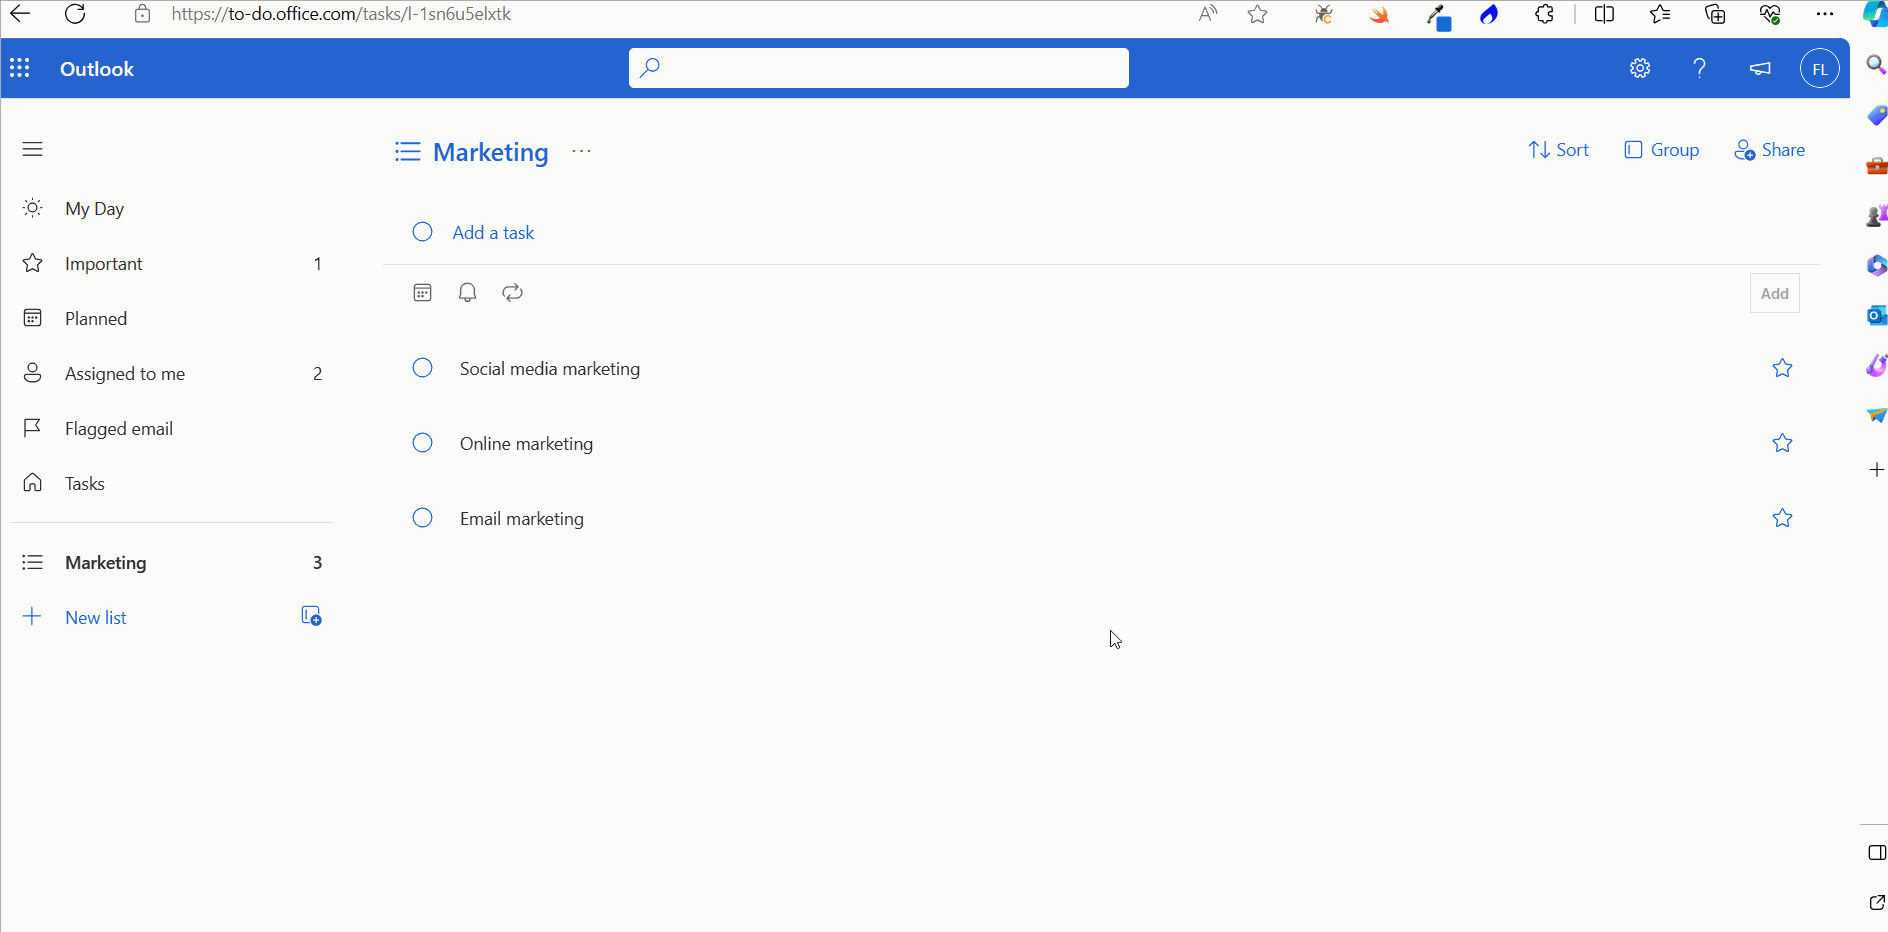 https://to-do.office.com/tasks/l-1sn6u5elxtk
Outlook
FL
Marketing
Sort
Group
Share
My Day
Add a task
Important 1
Add
Planned
Assigned to me 2
Social media marketing
Flagged email
Online marketing
Tasks
Email marketing
Marketing 3
New list